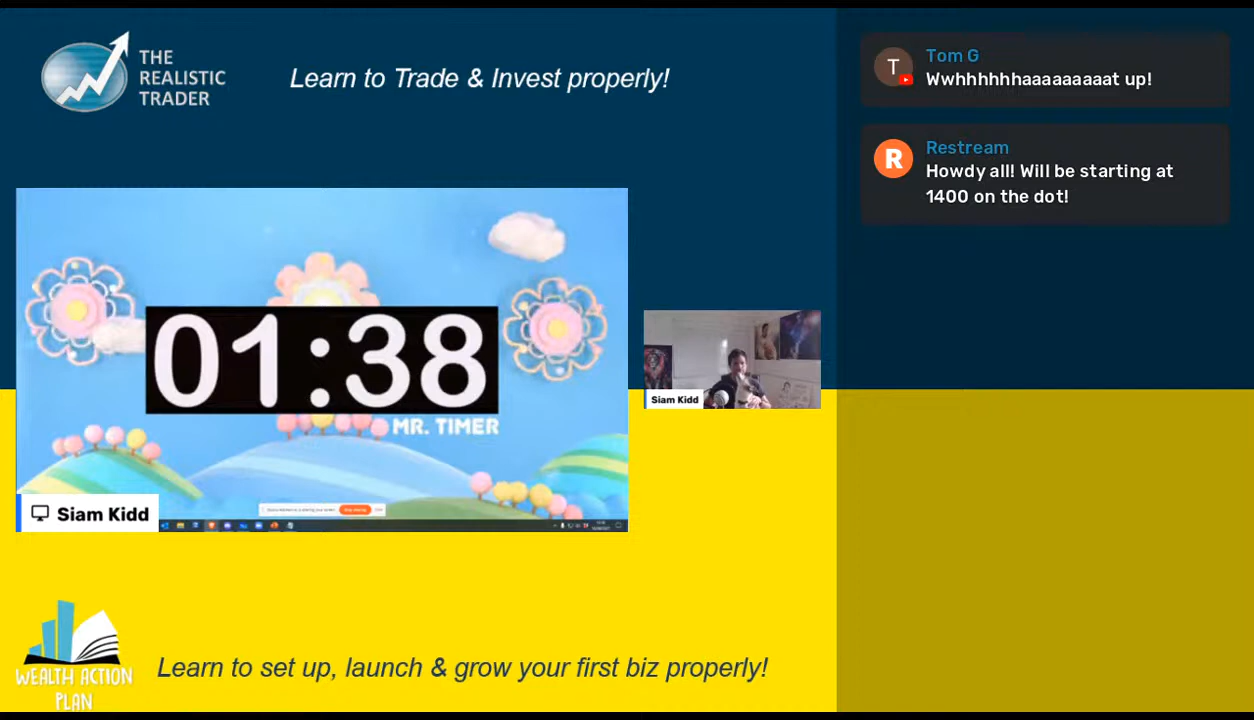 THE
REALISTIC
TRADER
Learn to Trade & Invest properly!
T
Tom G
Wwhhhhhhaaaaaaaaat up!
R
Restream
Howdy all! Will be starting at
1400 on the dot!
01:38
MR. TIMER
Siam Kidd
Siam Kidd
WEALTH ACTION
PLAN
Learn to set up, launch & grow your first biz properly!